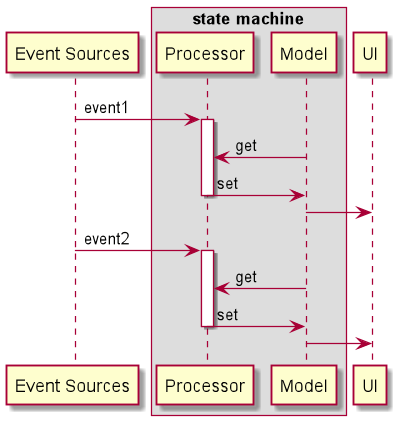 state machine
Event Sources
Processor
Model
UI
event1
get
set
event2
get
set
Event Sources
Processor
Model
UI